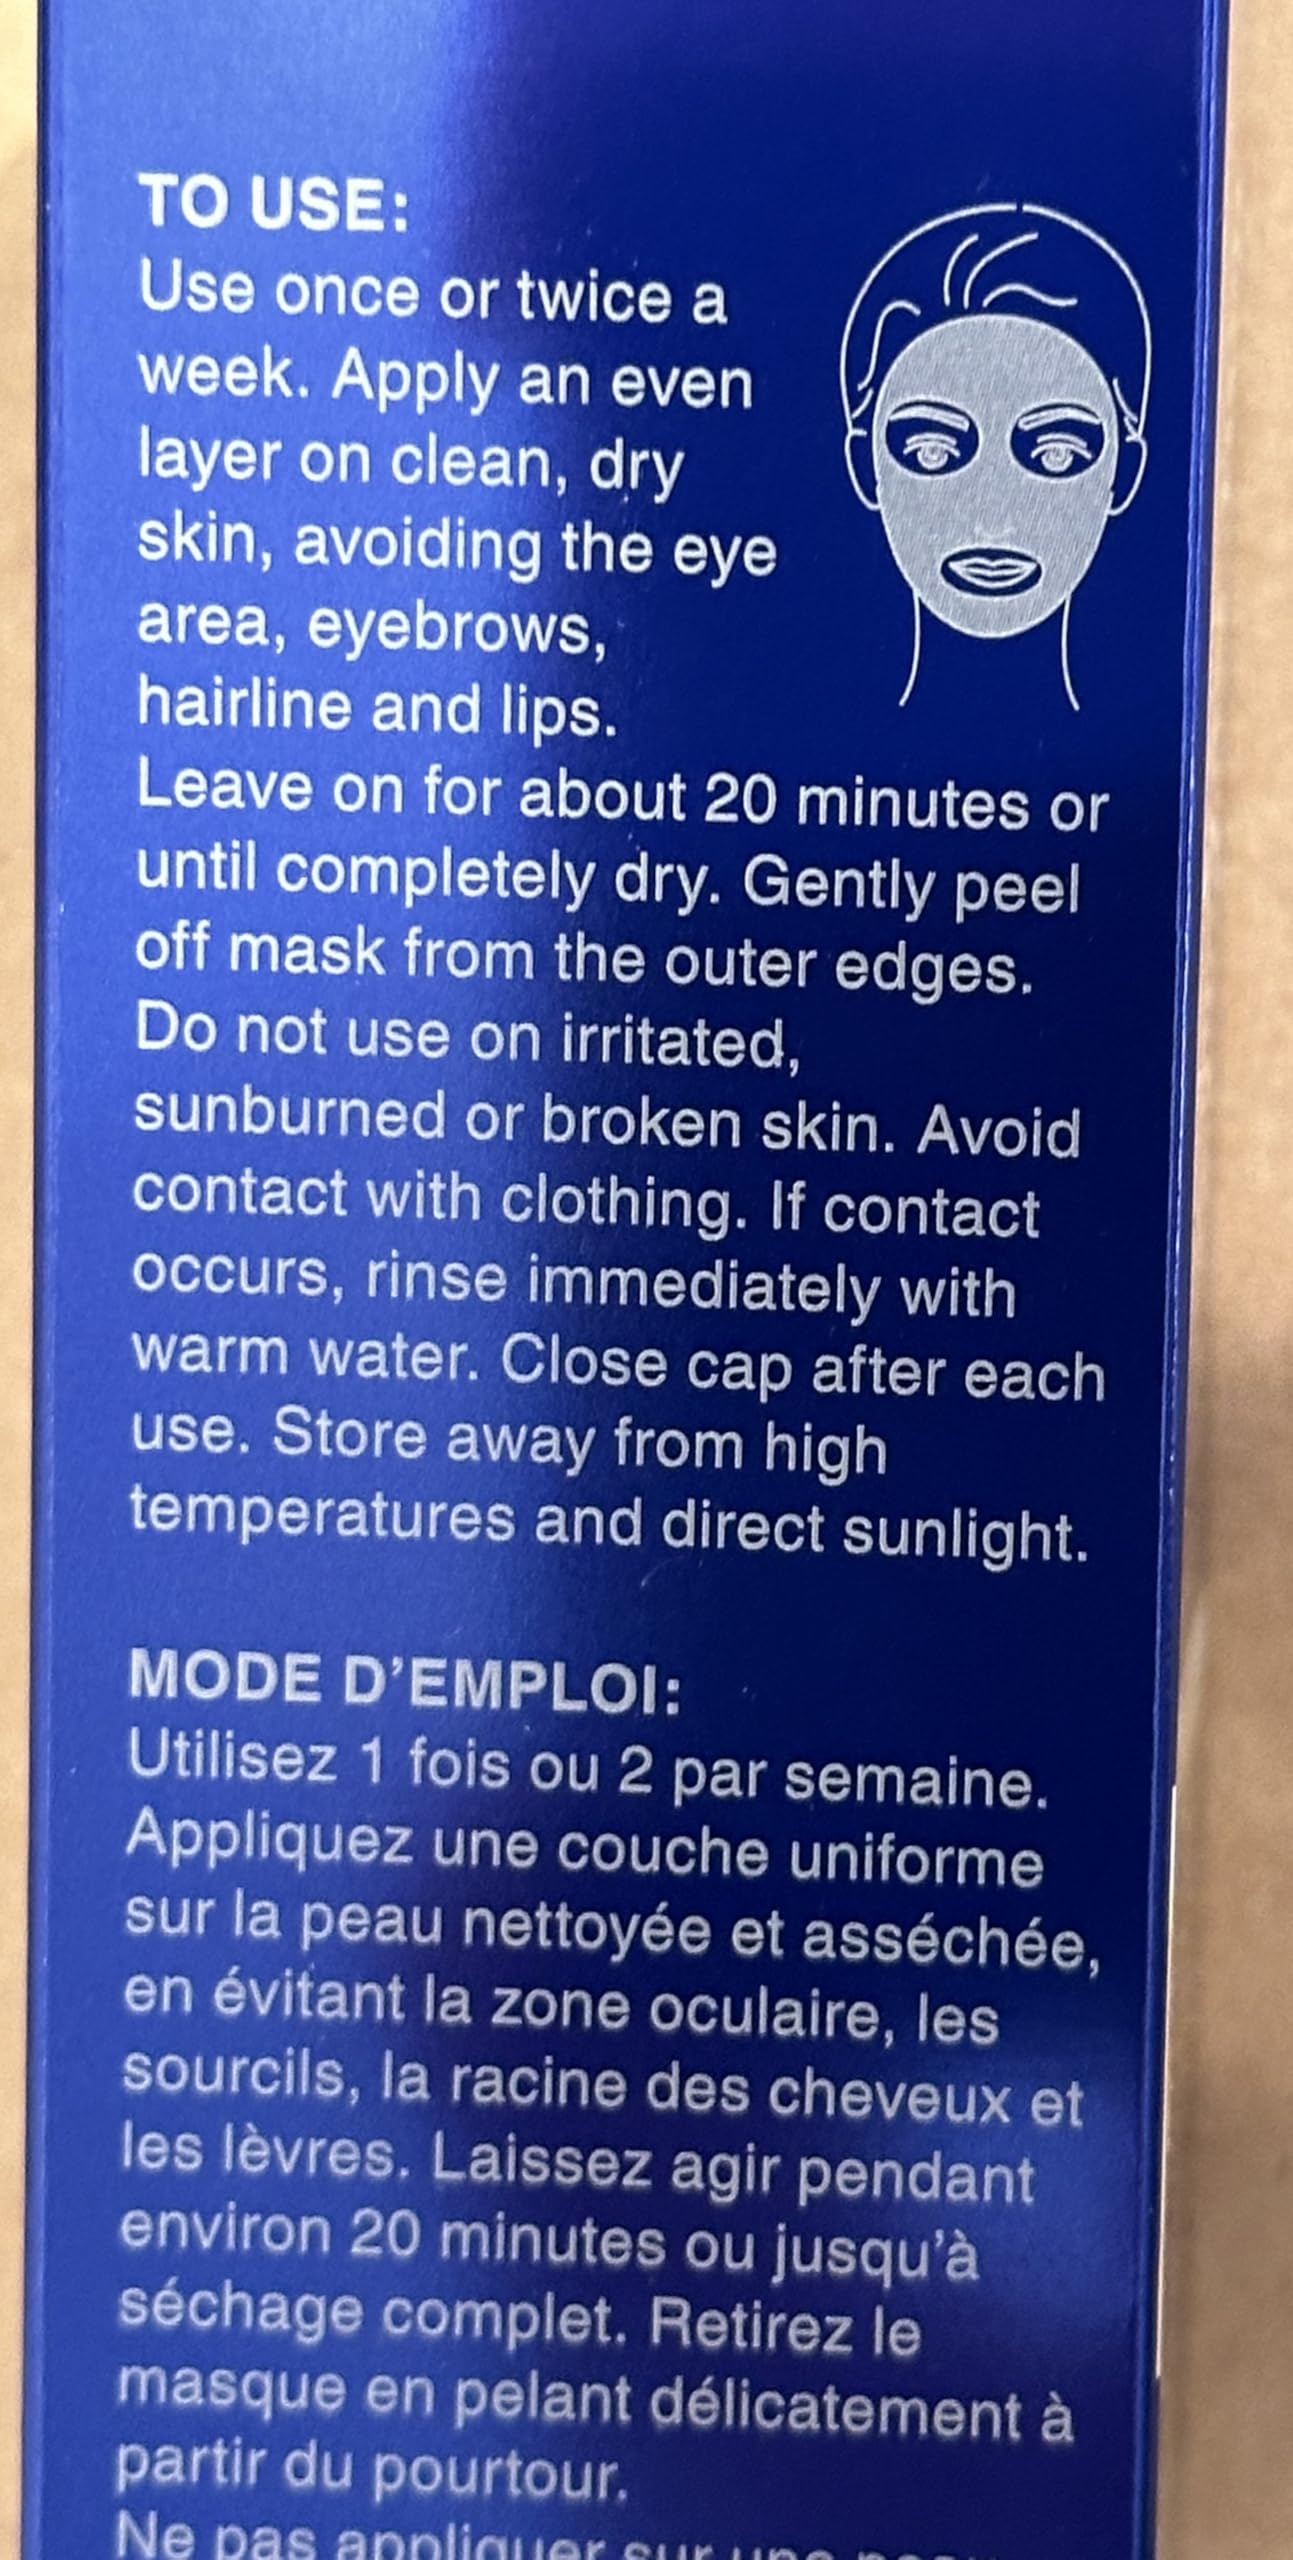 TO USE:
Use once or twice a
week. Apply an even
layer on clean, dry
skin, avoiding the eye
area, eyebrows,
hairline and lips.
Leave on for about 20 minutes or
until completely dry. Gently peel
off mask from the outer edges.
Do not use on irritated,
sunburned or broken skin. Avoid
contact with clothing. If contact
occurs, rinse immediately with
warm water. Close cap after each
use. Store away from high
temperatures and direct sunlight.
MODE D'EMPLOI:
Utilisez 1 fois ou 2 par semaine.
Appliquez une couche uniforme
sur la peau nettoyée et asséchée,
en évitant la zone oculaire, les
sourcils, la racine des cheveux et
les lèvres. Laissez agir pendant
environ 20 minutes ou jusqu'à
séchage complet. Retirez le
masque en pelant délicatement à
partir du pourtour.
Ne pas appliquer sur une